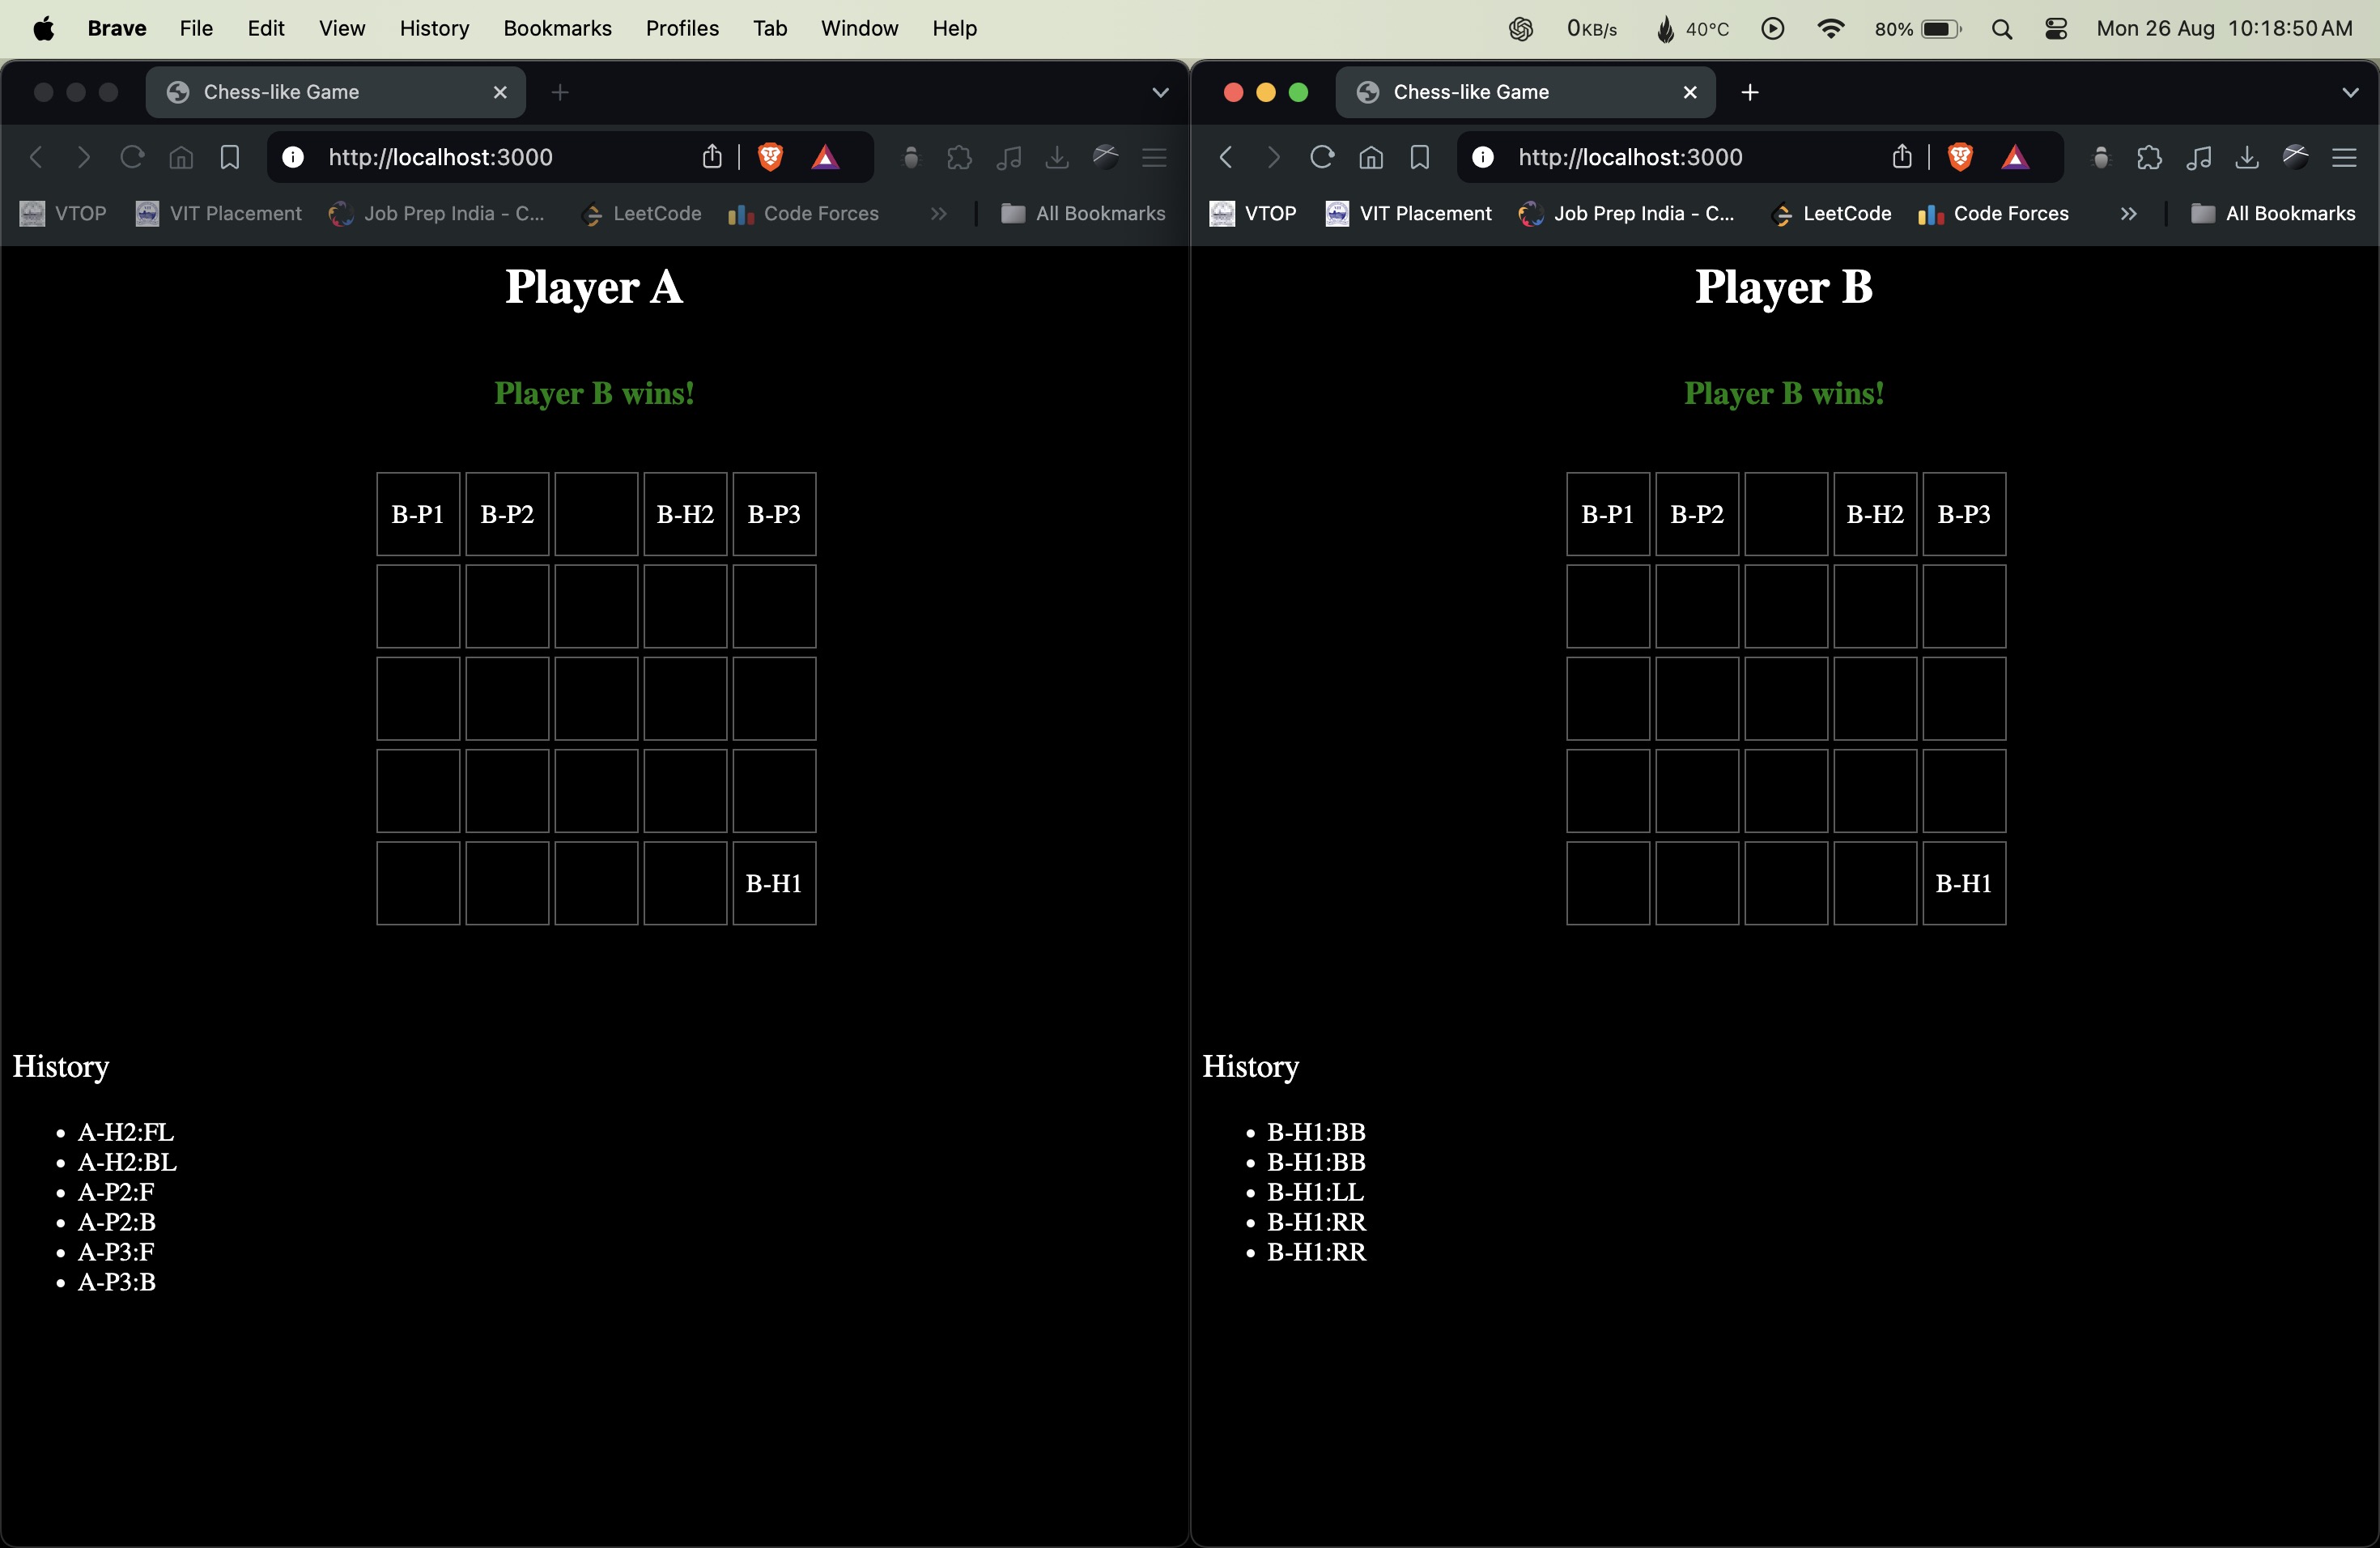 Brave File Edit View History Bookmarks Profiles Tab Window Help 0KB/s 40°C 80% Mon 26 Aug 10:18:50 AM
Chess-like Game
http://localhost:3000
VTOP VIT Placement Job Prep India - C... LeetCode Code Forces All Bookmarks
Player A
Player B wins!
B-P1 B-P2 B-H2 B-P3
B-H1
History
A-H2:FL
A-H2:BL
A-P2:F
A-P2:B
A-P3:F
A-P3:B
Chess-like Game
http://localhost:3000
VTOP VIT Placement Job Prep India - C... LeetCode Code Forces All Bookmarks
Player B
Player B wins!
B-P1 B-P2 B-H2 B-P3
B-H1
History
B-H1:BB
B-H1:BB
B-H1:LL
B-H1:RR
B-H1:RR